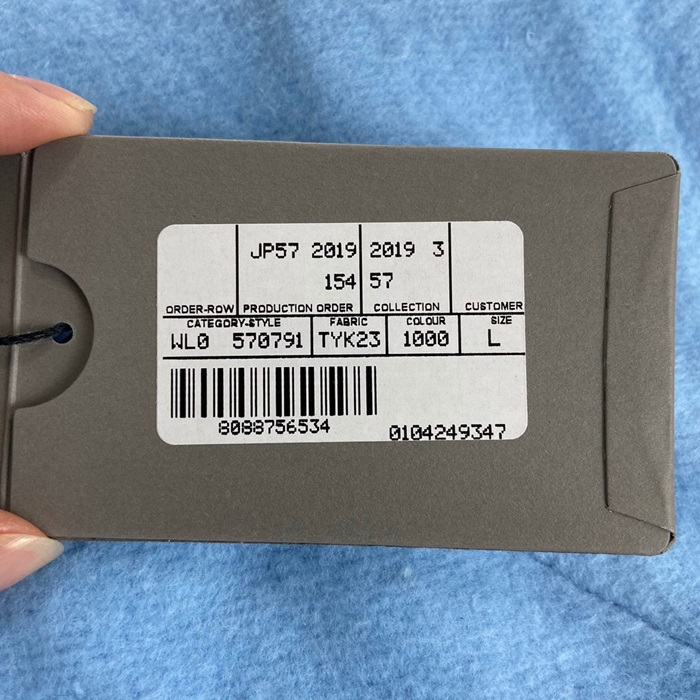 JP57 2019 2019 3
154 57
ORDER-ROW PRODUCTION ORDER COLLECTION CUSTOMER
CATEGORY-STYLE FABRIC COLOUR SIZE
WL0 570791 TYK23 1000 L
8088756534
0104249347